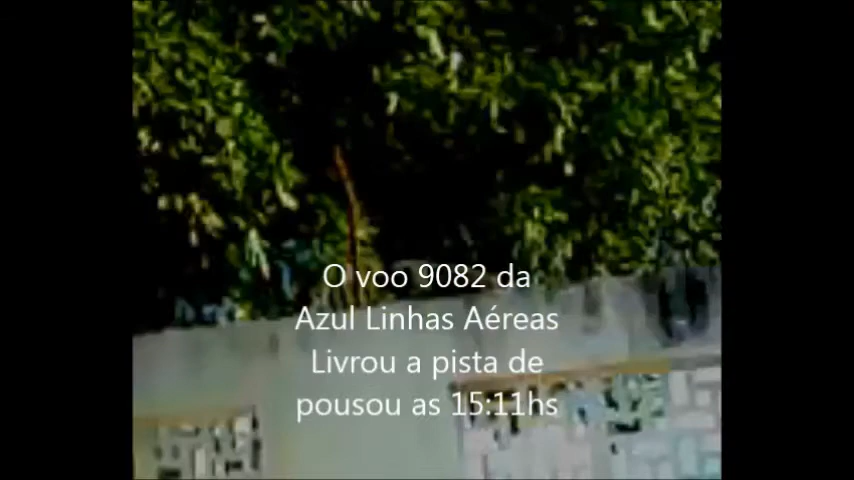 O voo 9082 da
Azul Linhas Aéreas
Livrou a pista de
pousou as 15:11hs